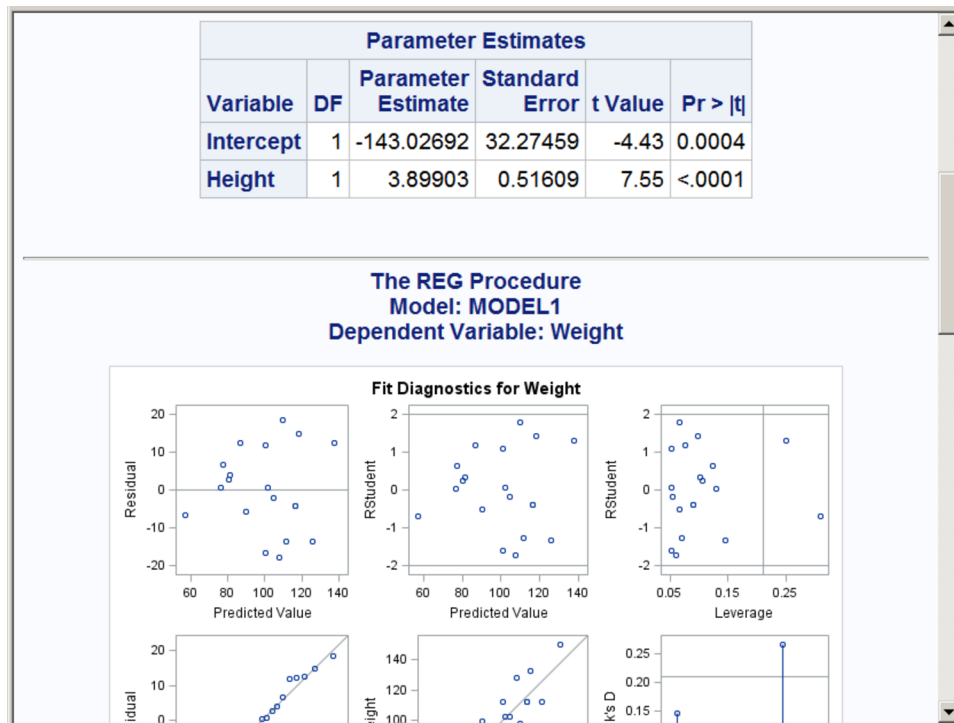 Parameter Estimates
Variable DF Parameter Estimate Standard Error t Value Pr > |t|
Intercept 1 -143.02692 32.27459 -4.43 0.0004
Height 1 3.89903 0.51609 7.55 <.0001
The REG Procedure
Model: MODEL1
Dependent Variable: Weight
Fit Diagnostics for Weight
Residual
20
10
0
-10
-20
60 80 100 120 140
Predicted Value
RStudent
2
1
0
-1
-2
60 80 100 120 140
Predicted Value
RStudent
2
1
0
-1
-2
0.05 0.15 0.25
Leverage
20
10
0
140
120
100
0.25
0.20
0.15